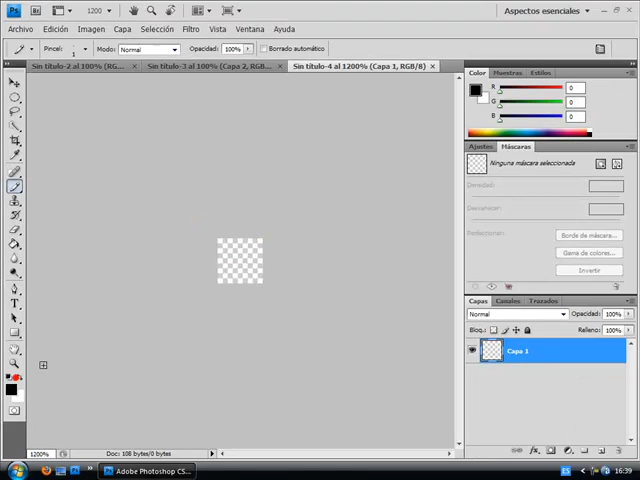 Ps Br 1200 Aspectos esenciales
Archivo Edición Imagen Capa Selección Filtro Vista Ventana Ayuda
Pincel: 1 Modo: Normal Opacidad: 100% Borrado automático
Sin título-2 al 100% (RG... Sin título-3 al 100% (Capa 2, RGB... Sin título-4 al 1200% (Capa 1, RGB/8)
Color Muestras Estilos
R 0
G 0
B 0
Ajustes Máscaras
Ninguna máscara seleccionada
Densidad:
Desvanecer:
Perfeccionar:
Borde de máscara...
Gama de colores...
Invertir
Capas Canales Trazados
Normal Opacidad: 100%
Bloq.: Relleno: 100%
Capa 1
T
1200% Doc: 108 bytes/0 bytes
fx
Ps Ps Adobe Photoshop CS... ES 16:39